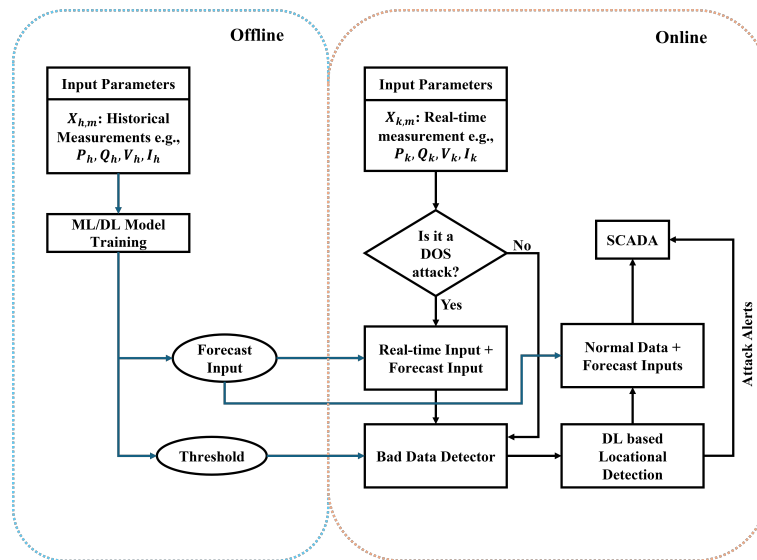 Offline
Online
Input Parameters
X_{h,m}: Historical
Measurements e.g.,
P_h, Q_h, V_h, I_h
ML/DL Model
Training
Forecast
Input
Threshold
Input Parameters
X_{k,m}: Real-time
measurement e.g.,
P_k, Q_k, V_k, I_k
Is it a
DOS
attack?
No
Yes
Real-time Input +
Forecast Input
Bad Data Detector
SCADA
Normal Data +
Forecast Inputs
DL based
Locational
Detection
Attack Alerts